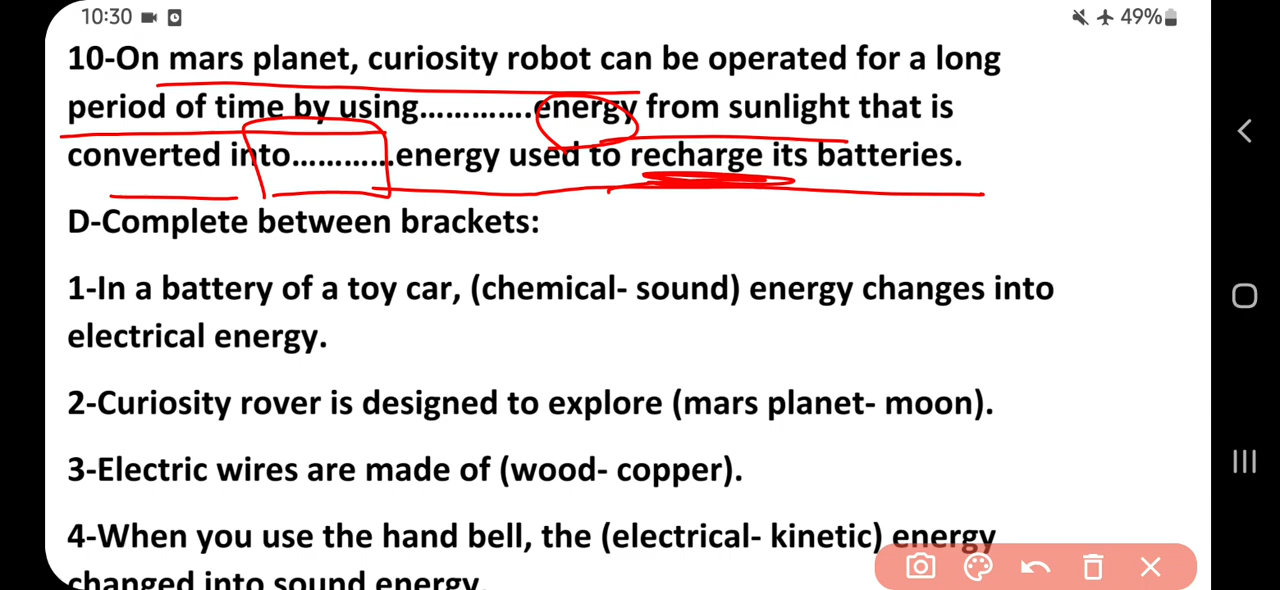 10:30
49%
10-On mars planet, curiosity robot can be operated for a long
period of time by using.............energy from sunlight that is
converted into............energy used to recharge its batteries.
D-Complete between brackets:
1-In a battery of a toy car, (chemical- sound) energy changes into
electrical energy.
2-Curiosity rover is designed to explore (mars planet- moon).
3-Electric wires are made of (wood- copper).
4-When you use the hand bell, the (electrical- kinetic) energy
changed into sound energy.